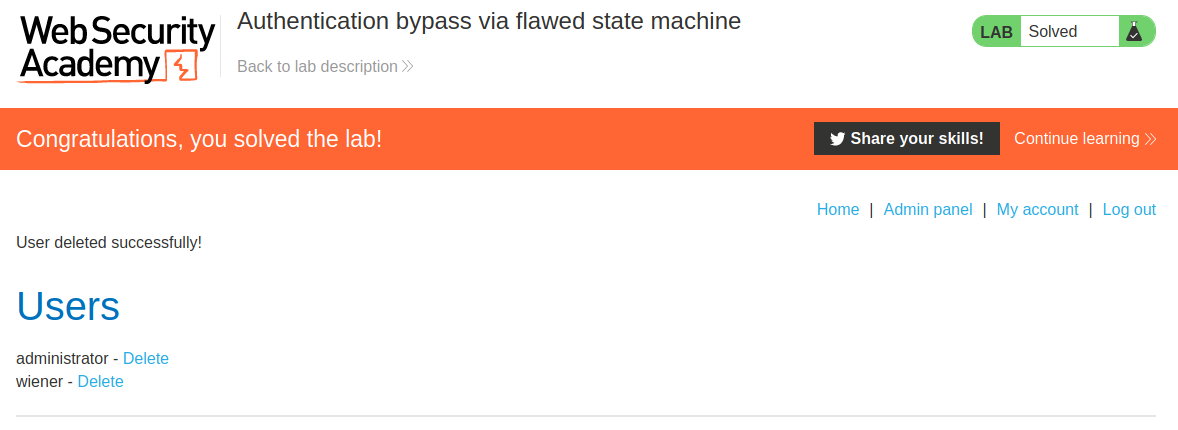 Web Security
Academy
Authentication bypass via flawed state machine
Back to lab description
LAB Solved
Congratulations, you solved the lab!
Share your skills!
Continue learning
Home | Admin panel | My account | Log out
User deleted successfully!
Users
administrator - Delete
wiener - Delete